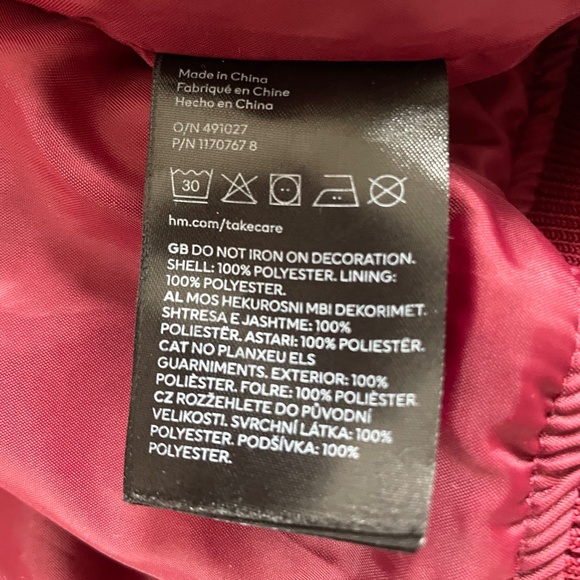 Made in China
Fabriqué en Chine
Hecho en China
O/N 491027
P/N 1170767 8
30
hm.com/takecare
GB DO NOT IRON ON DECORATION.
SHELL: 100% POLYESTER. LINING:
100% POLYESTER.
AL MOS HEKUROSNI MBI DEKORIMET.
SHTRESA E JASHTME: 100%
POLIESTËR. ASTARI: 100% POLIESTËR.
CAT NO PLANXEU ELS
GUARNIMENTS. EXTERIOR: 100%
POLIÈSTER. FOLRE: 100% POLIÈSTER
CZ ROZŽEHLETE DO PŮVODNÍ
VELIKOSTI. SVRCHNÍ LÁTKA: 100%
POLYESTER. PODŠÍVKA: 100%
POLYESTER.